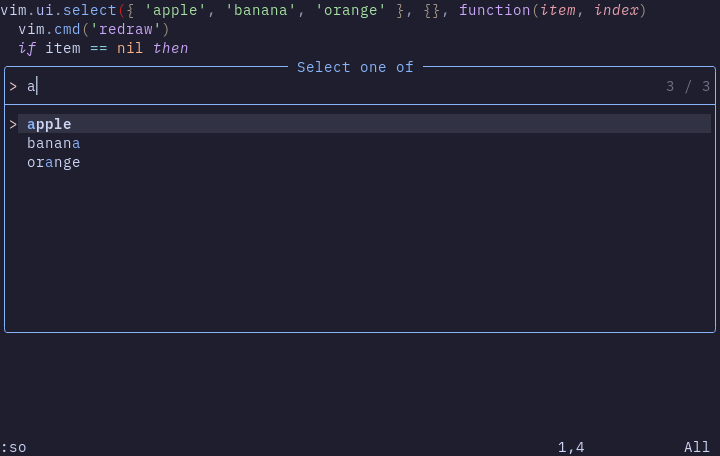 vim.ui.select({ 'apple', 'banana', 'orange' }, {}, function(item, index)
  vim.cmd('redraw')
  if item == nil then
Select one of
> a 3 / 3
> apple
banana
orange
:so 1,4 All